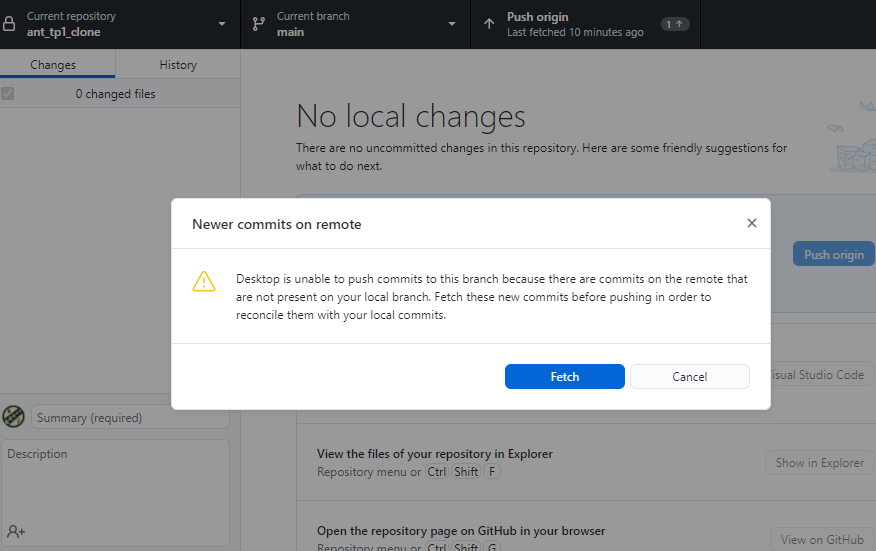 Current repository
ant_tp1_clone
Current branch
main
Push origin
Last fetched 10 minutes ago
1
Changes
History
0 changed files
No local changes
There are no uncommitted changes in this repository. Here are some friendly suggestions for
what to do next.
Push origin
Newer commits on remote
Desktop is unable to push commits to this branch because there are commits on the remote that
are not present on your local branch. Fetch these new commits before pushing in order to
reconcile them with your local commits.
Fetch
Cancel
Visual Studio Code
Summary (required)
Description
View the files of your repository in Explorer
Repository menu or Ctrl Shift F
Show in Explorer
Open the repository page on GitHub in your browser
Repository menu or Ctrl Shift G
View on GitHub